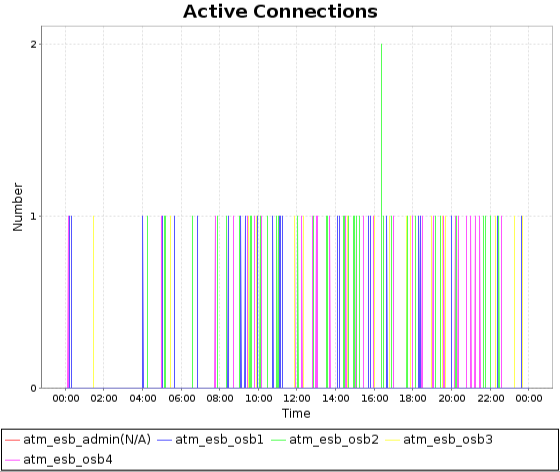 Active Connections
2
1
0
Number
00:00 02:00 04:00 06:00 08:00 10:00 12:00 14:00 16:00 18:00 20:00 22:00 00:00
Time
atm_esb_admin(N/A) atm_esb_osb1 atm_esb_osb2 atm_esb_osb3
atm_esb_osb4